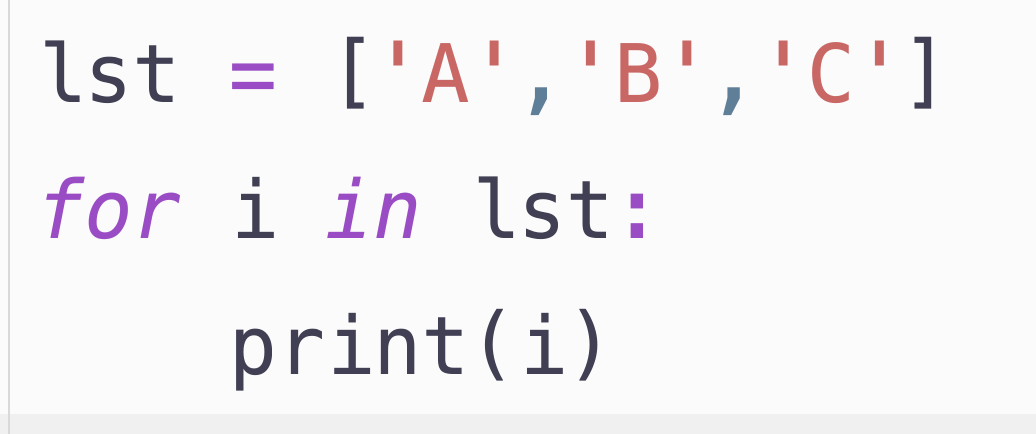 lst = ['A','B','C']
for i in lst:
    print(i)